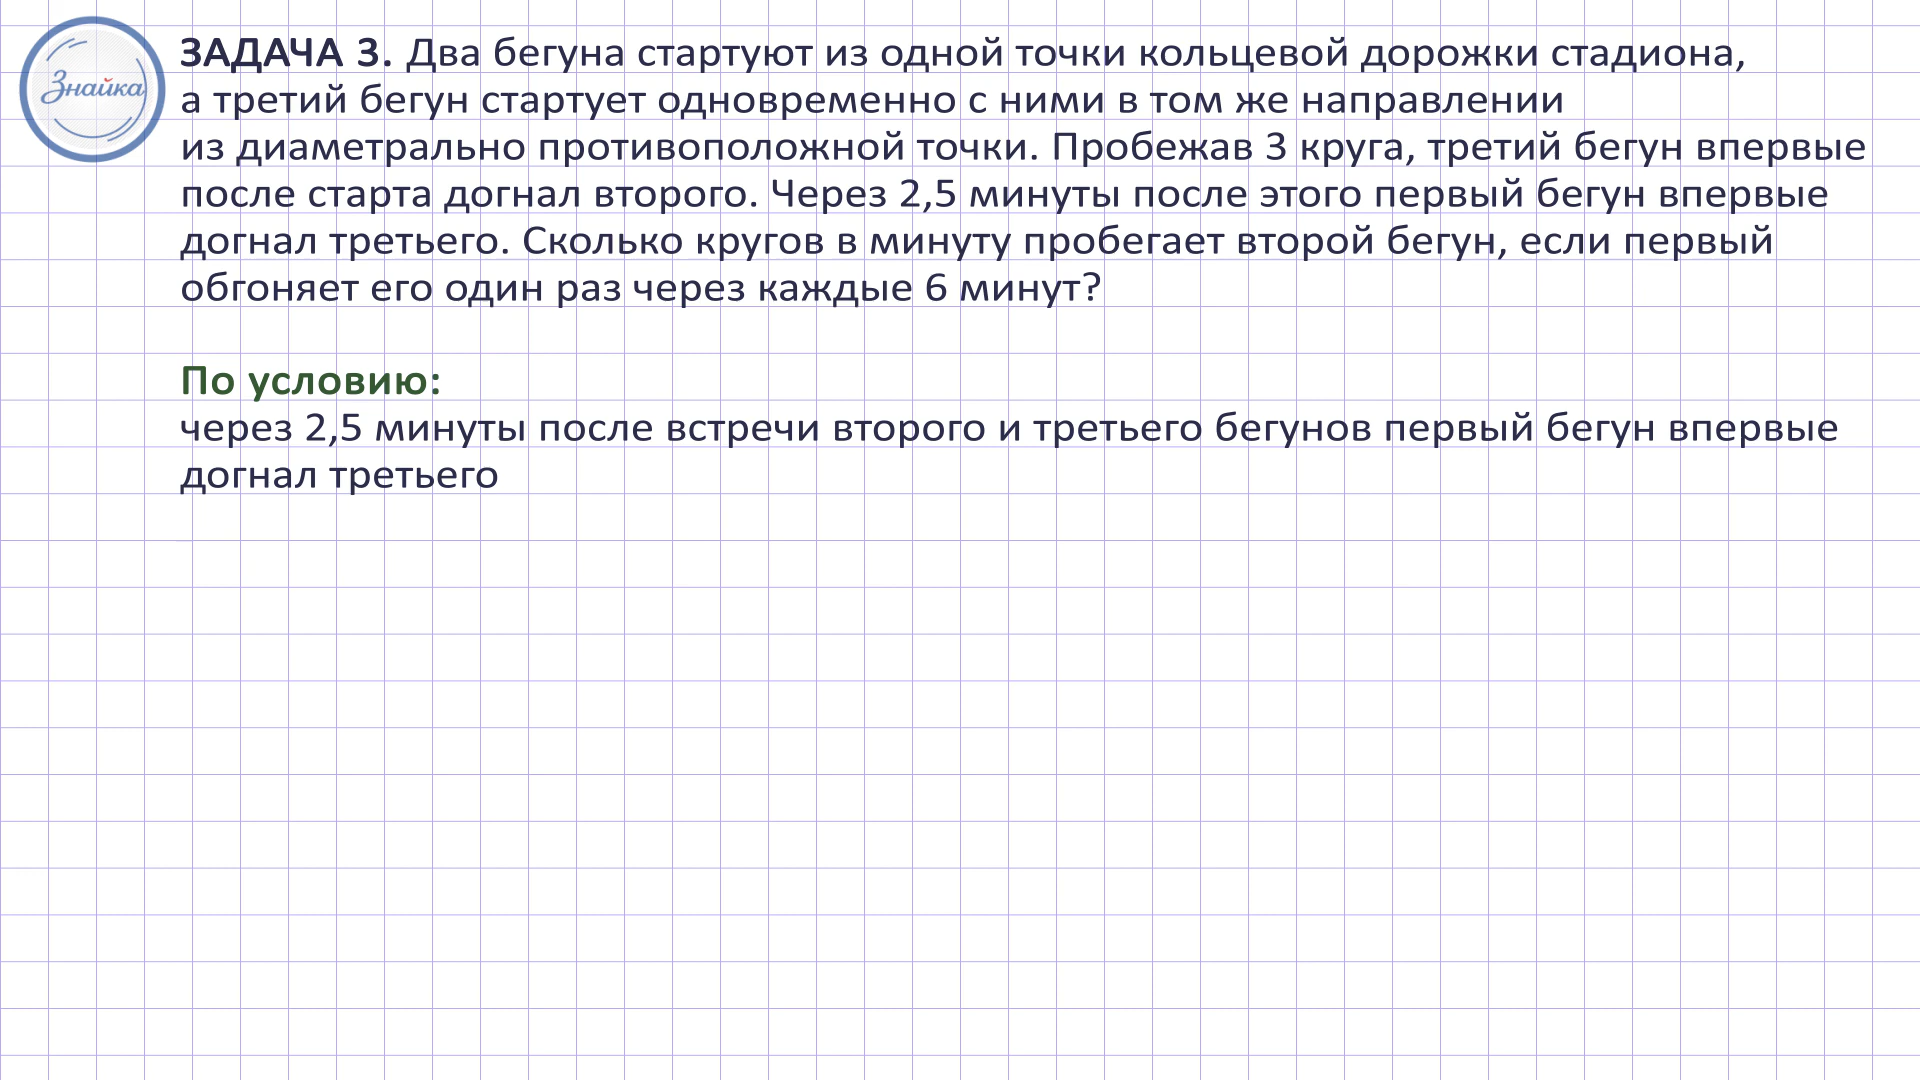 Знайка
ЗАДАЧА 3. Два бегуна стартуют из одной точки кольцевой дорожки стадиона,
а третий бегун стартует одновременно с ними в том же направлении
из диаметрально противоположной точки. Пробежав 3 круга, третий бегун впервые
после старта догнал второго. Через 2,5 минуты после этого первый бегун впервые
догнал третьего. Сколько кругов в минуту пробегает второй бегун, если первый
обгоняет его один раз через каждые 6 минут?
По условию:
через 2,5 минуты после встречи второго и третьего бегунов первый бегун впервые
догнал третьего